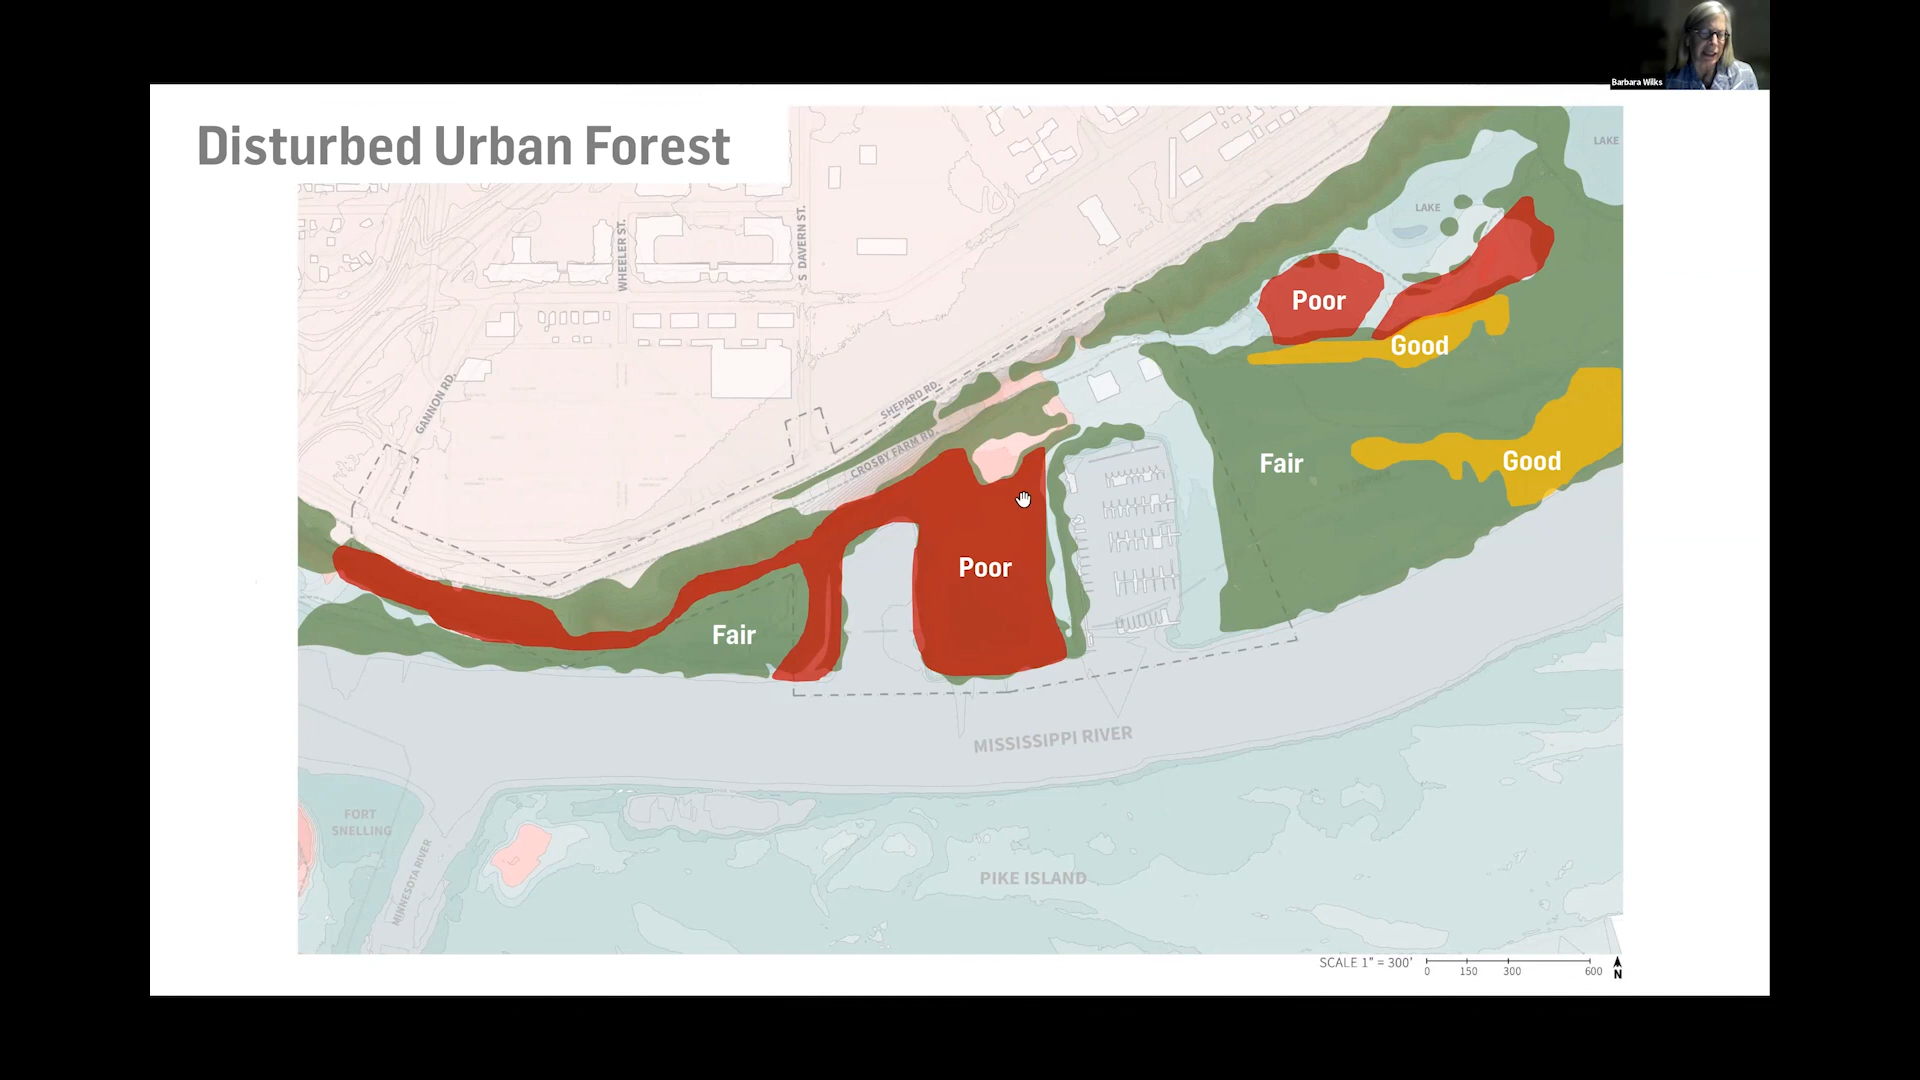 Barbara Wilks
Disturbed Urban Forest
LAKE
LAKE
WHEELER ST.
S DAVERN ST.
Poor
Good
GANNON RD.
SHEPARD RD.
CROSBY FARM RD.
Fair
Good
Poor
Fair
MISSISSIPPI RIVER
FORT
SNELLING
MINNESOTA RIVER
PIKE ISLAND
SCALE 1" = 300'
0 150 300 600
N